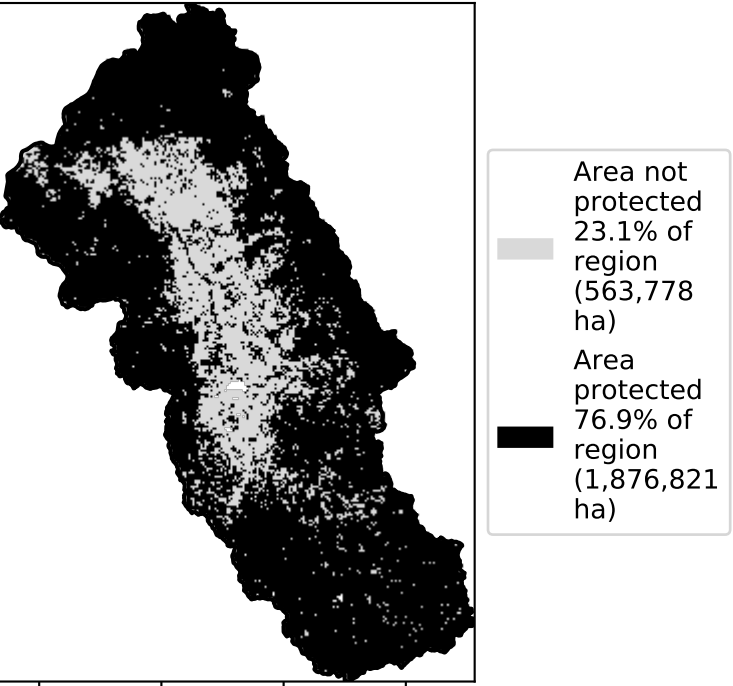 Area not
protected
23.1% of
region
(563,778
ha)
Area
protected
76.9% of
region
(1,876,821
ha)